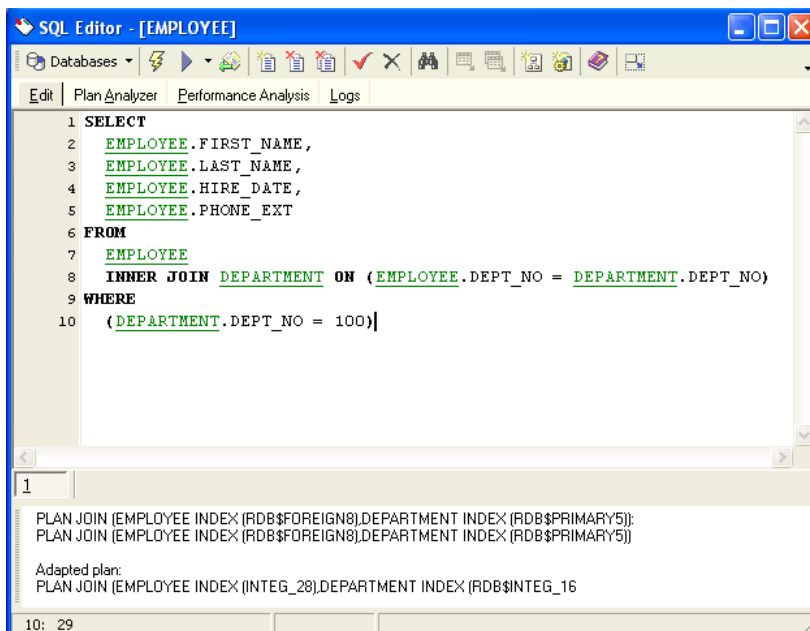 SQL Editor - [EMPLOYEE]
Databases
Edit Plan Analyzer Performance Analysis Logs
1 SELECT
2 EMPLOYEE.FIRST_NAME,
3 EMPLOYEE.LAST_NAME,
4 EMPLOYEE.HIRE_DATE,
5 EMPLOYEE.PHONE_EXT
6 FROM
7 EMPLOYEE
8 INNER JOIN DEPARTMENT ON (EMPLOYEE.DEPT_NO = DEPARTMENT.DEPT_NO)
9 WHERE
10 (DEPARTMENT.DEPT_NO = 100)
1
PLAN JOIN (EMPLOYEE INDEX (RDB$FOREIGN8),DEPARTMENT INDEX (RDB$PRIMARY5)):
PLAN JOIN (EMPLOYEE INDEX (RDB$FOREIGN8),DEPARTMENT INDEX (RDB$PRIMARY5))
Adapted plan:
PLAN JOIN (EMPLOYEE INDEX (INTEG_28),DEPARTMENT INDEX (RDB$INTEG_16
10: 29